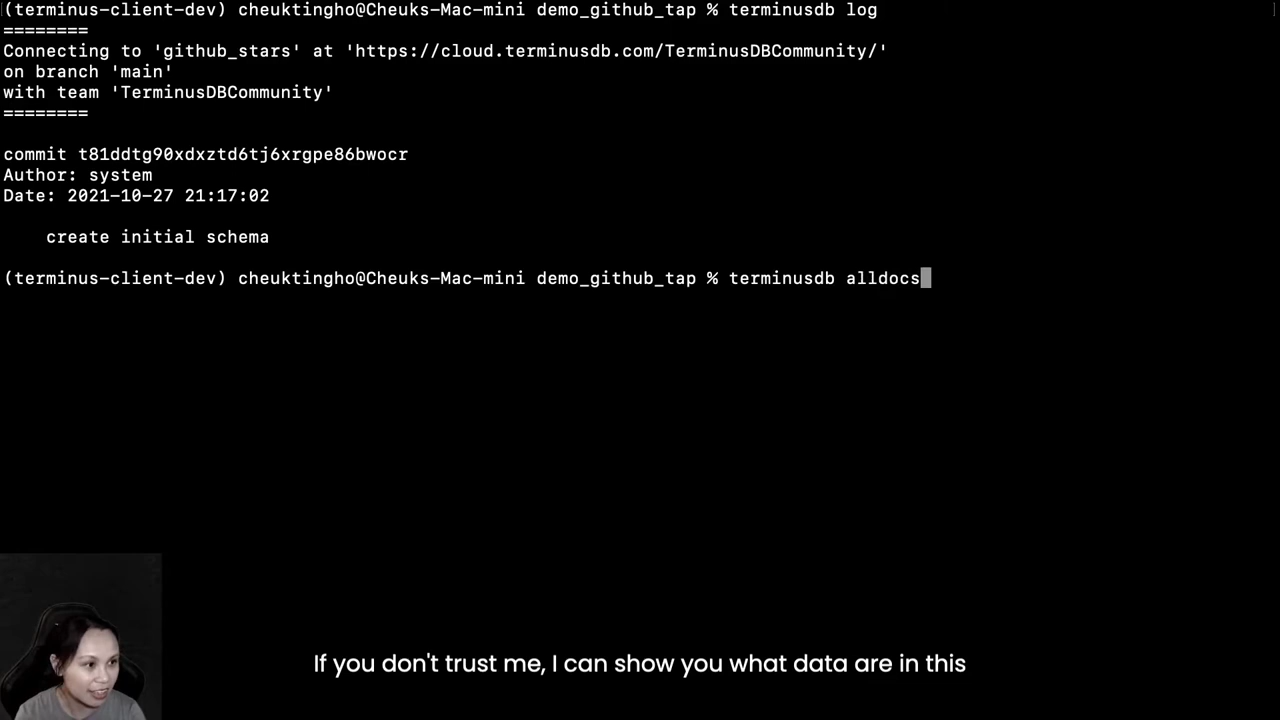 (terminus-client-dev) cheuktingho@Cheuks-Mac-mini demo_github_tap % terminusdb log
========
Connecting to 'github_stars' at 'https://cloud.terminusdb.com/TerminusDBCommunity/'
on branch 'main'
with team 'TerminusDBCommunity'
========
commit t81ddtg90xdxztd6tj6xrgpe86bwocr
Author: system
Date: 2021-10-27 21:17:02
create initial schema
(terminus-client-dev) cheuktingho@Cheuks-Mac-mini demo_github_tap % terminusdb alldocs
If you don't trust me, I can show you what data are in this